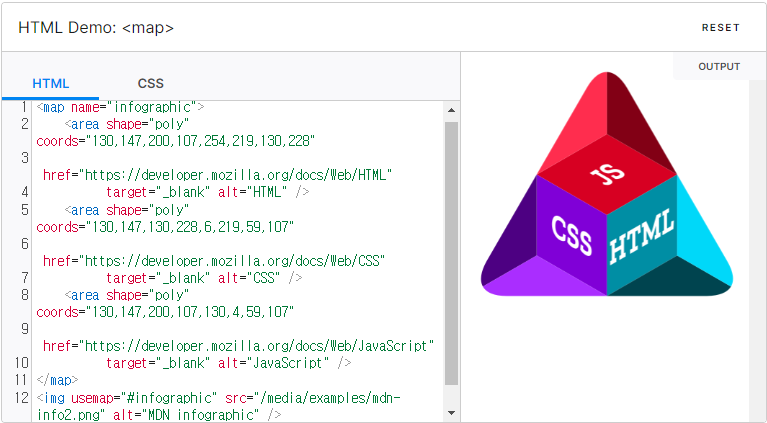 HTML Demo: <map>
RESET
HTML CSS
OUTPUT
1 <map name="infographic">
2 <area shape="poly"
coords="130,147,200,107,254,219,130,228"
3
href="https://developer.mozilla.org/docs/Web/HTML"
4 target="_blank" alt="HTML" />
5 <area shape="poly"
coords="130,147,130,228,6,219,59,107"
6
href="https://developer.mozilla.org/docs/Web/CSS"
7 target="_blank" alt="CSS" />
8 <area shape="poly"
coords="130,147,200,107,130,4,59,107"
9
href="https://developer.mozilla.org/docs/Web/JavaScript"
10 target="_blank" alt="JavaScript" />
11 </map>
12 <img usemap="#infographic" src="/media/examples/mdn-
info2.png" alt="MDN infographic" />
JS
CSS
HTML